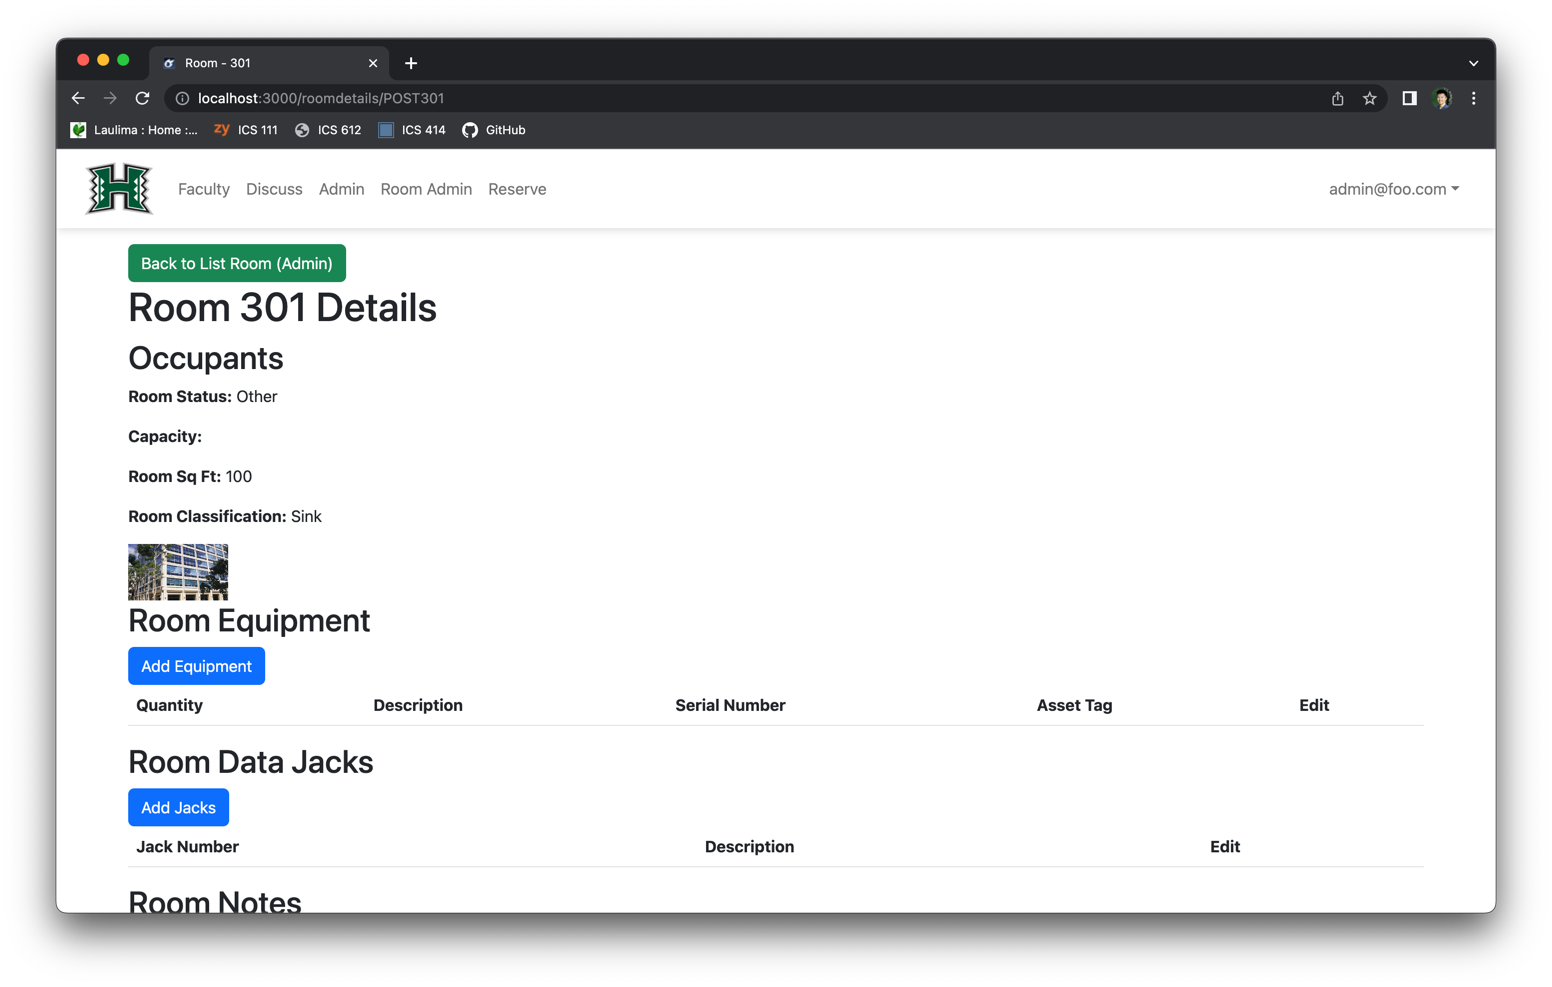 Room - 301
localhost:3000/roomdetails/POST301
Laulima : Home :... zy ICS 111 ICS 612 ICS 414 GitHub
H Faculty Discuss Admin Room Admin Reserve admin@foo.com
Back to List Room (Admin)
Room 301 Details
Occupants
Room Status: Other
Capacity:
Room Sq Ft: 100
Room Classification: Sink
Room Equipment
Add Equipment
Quantity Description Serial Number Asset Tag Edit
Room Data Jacks
Add Jacks
Jack Number Description Edit
Room Notes